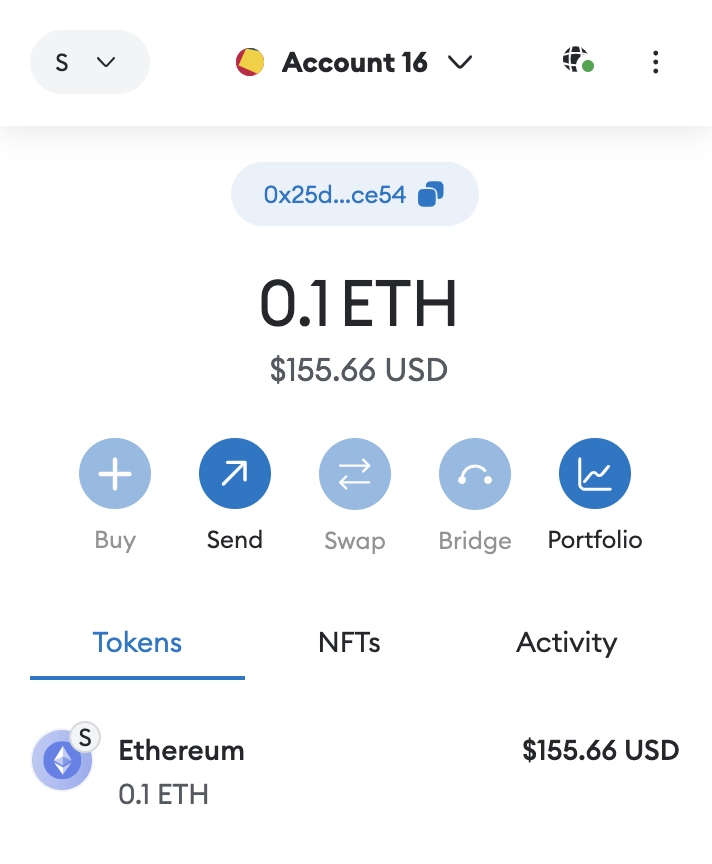 S
Account 16
0x25d...ce54
0.1 ETH
$155.66 USD
Buy
Send
Swap
Bridge
Portfolio
Tokens
NFTs
Activity
S
Ethereum
$155.66 USD
0.1 ETH